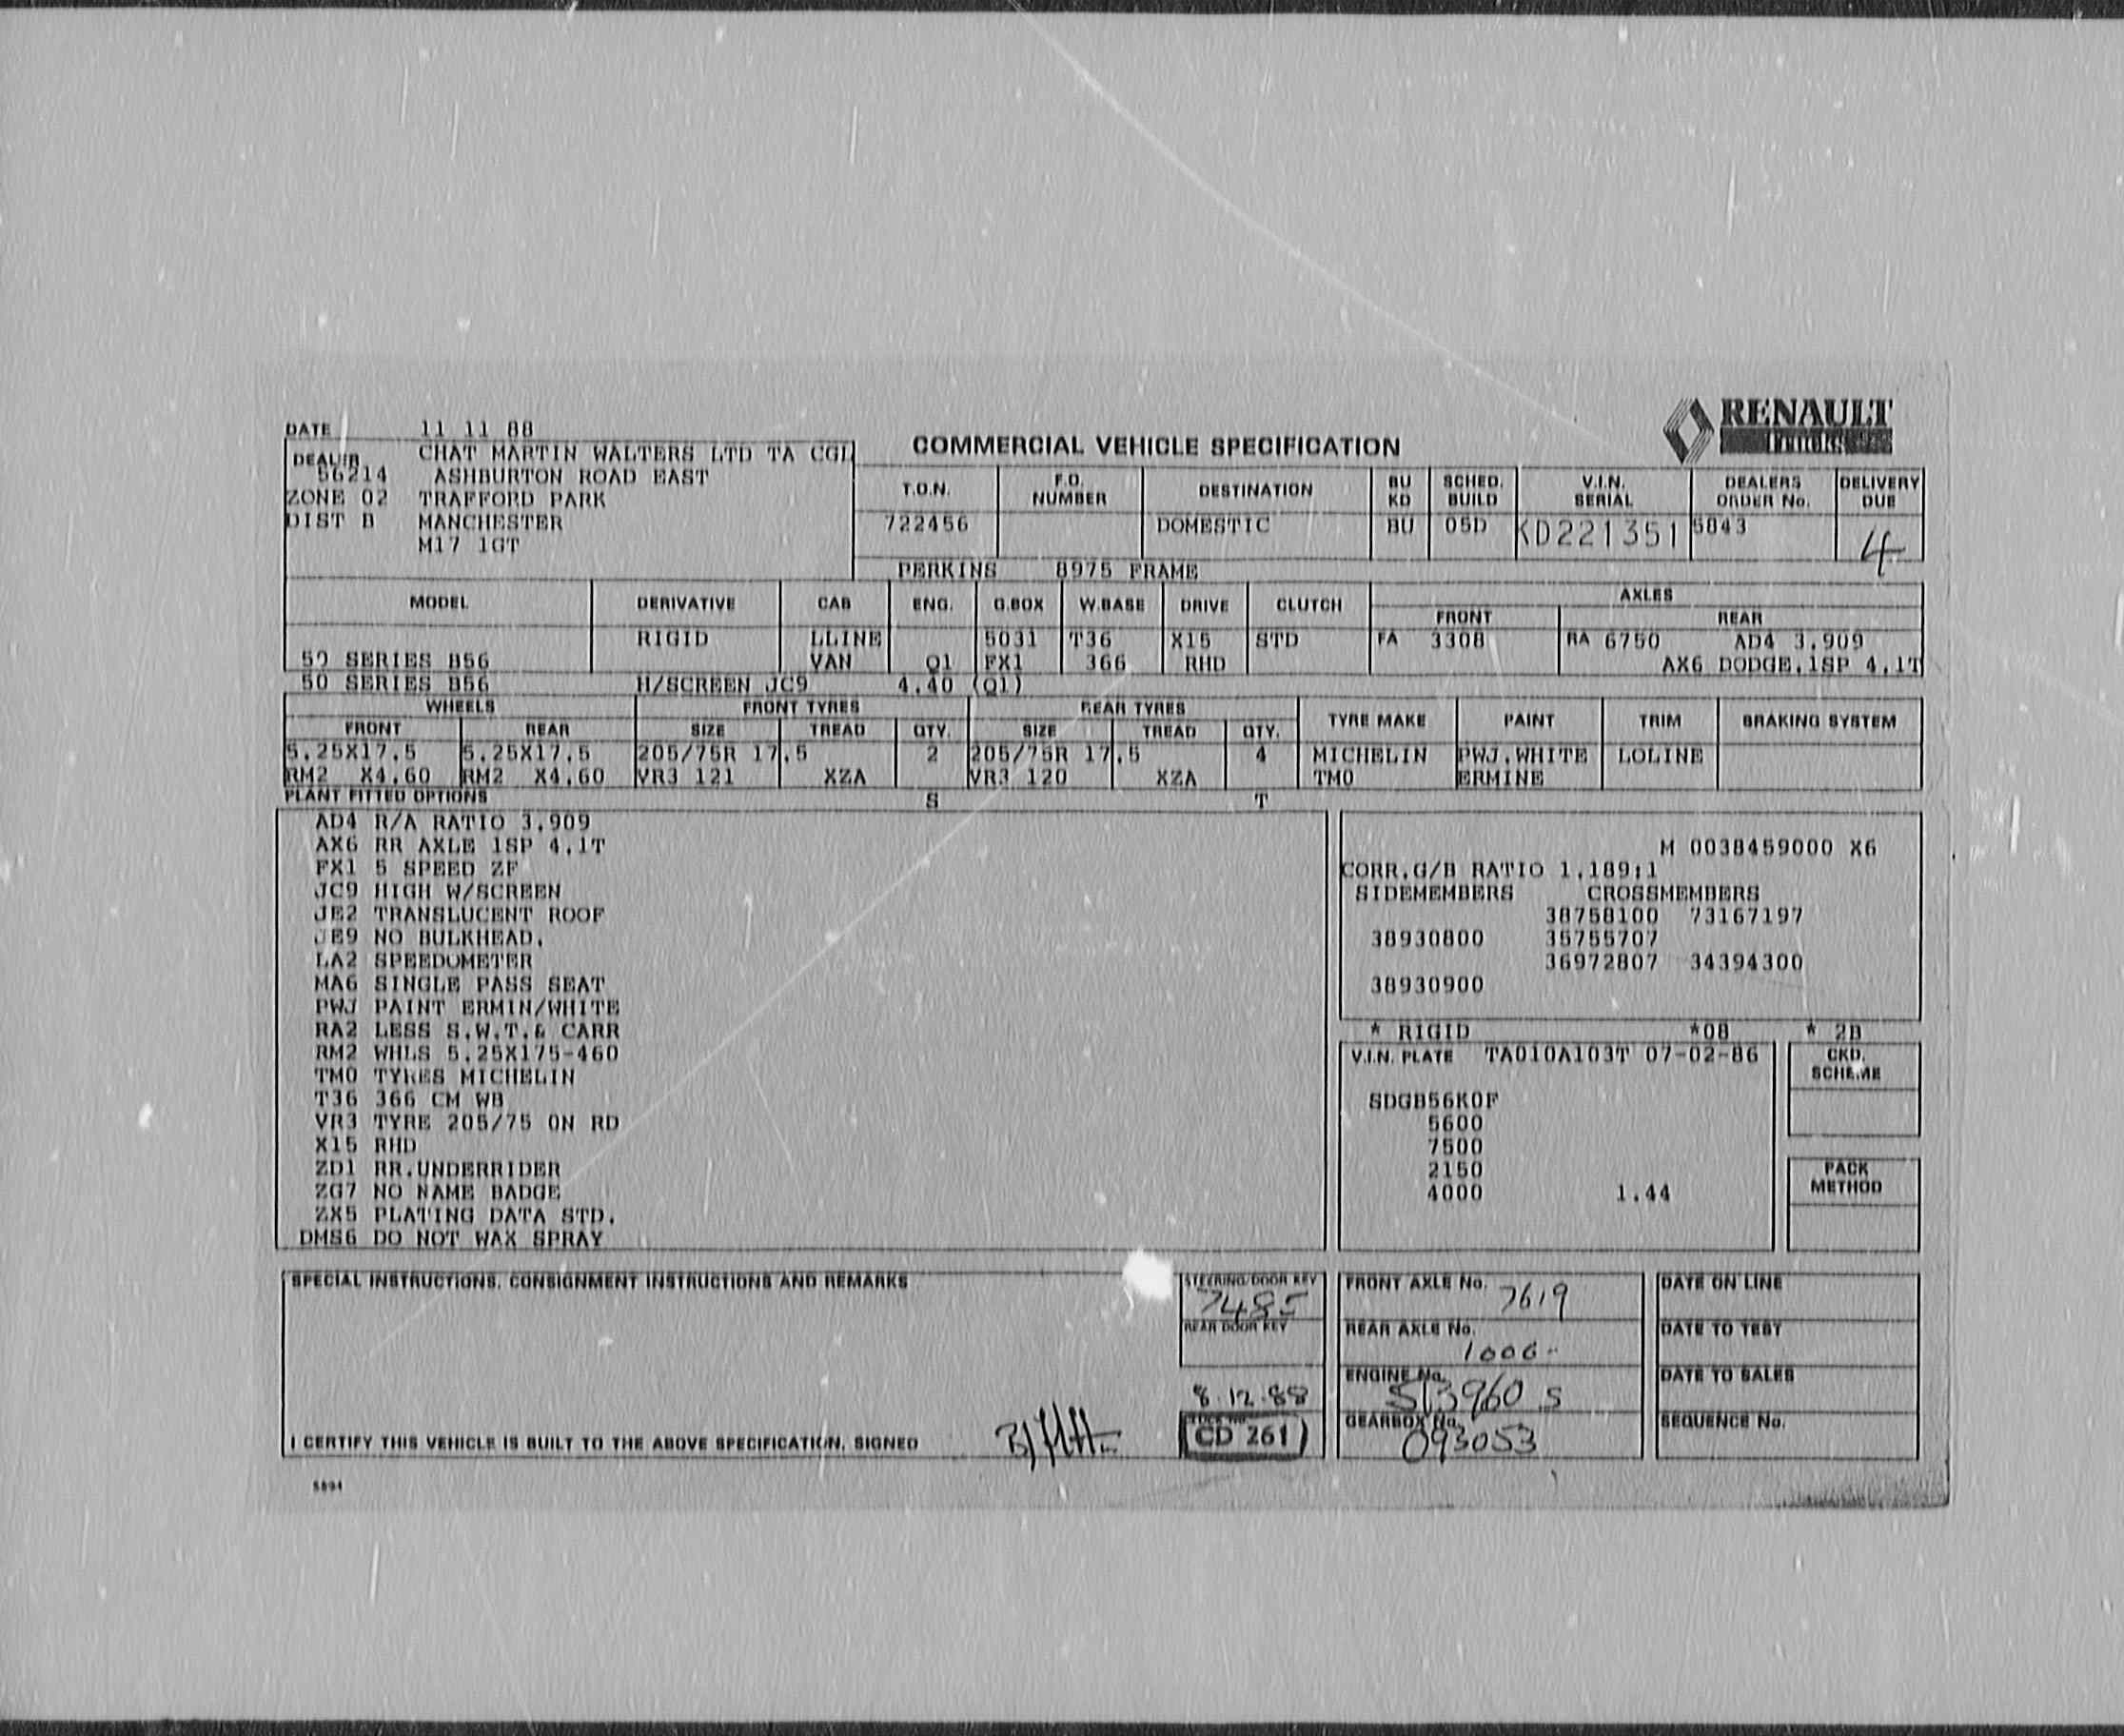 DATE 11 11 88
DEALER CHAT MARTIN WALTERS LTD TA CGL
56214 ASHBURTON ROAD EAST
ZONE 02 TRAFFORD PARK
DIST B MANCHESTER
M17 1GT
COMMERCIAL VEHICLE SPECIFICATION
RENAULT
Trucks
T.O.N. F.O. NUMBER DESTINATION BU KD SCHED. BUILD V.I.N. SERIAL DEALERS ORDER No. DELIVERY DUE
722456 DOMESTIC BU 05D KD221351 5843 4
PERKINS 8975 FRAME
MODEL DERIVATIVE CAB ENG. G.BOX W.BASE DRIVE CLUTCH AXLES
FRONT REAR
RIGID LLINE 5031 T36 X15 STD FA 3308 RA 6750 AD4 3.909
50 SERIES B56 VAN Q1 FX1 366 RHD AX6 DODGE.1SP 4.1T
50 SERIES B56 H/SCREEN JC9 4.40 (Q1)
WHEELS FRONT TYRES REAR TYRES TYRE MAKE PAINT TRIM BRAKING SYSTEM
FRONT REAR SIZE TREAD QTY. SIZE TREAD QTY.
5.25X17.5 5.25X17.5 205/75R 17.5 2 205/75R 17.5 4 MICHELIN PWJ.WHITE LOLINE
RM2 X4.60 RM2 X4.60 VR3 121 XZA VR3 120 XZA TM0 ERMINE
PLANT FITTED OPTIONS S T
AD4 R/A RATIO 3.909
AX6 RR AXLE 1SP 4.1T
FX1 5 SPEED ZF
JC9 HIGH W/SCREEN
JE2 TRANSLUCENT ROOF
JE9 NO BULKHEAD.
LA2 SPEEDOMETER
MA6 SINGLE PASS SEAT
PWJ PAINT ERMIN/WHITE
RA2 LESS S.W.T.& CARR
RM2 WHLS 5.25X175-460
TM0 TYRES MICHELIN
T36 366 CM WB
VR3 TYRE 205/75 ON RD
X15 RHD
ZD1 RR.UNDERRIDER
ZG7 NO NAME BADGE
ZX5 PLATING DATA STD.
DMS6 DO NOT WAX SPRAY
M 0038459000 X6
CORR.G/B RATIO 1.189:1
SIDEMEMBERS CROSSMEMBERS
38758100 73167197
38930800 35755707
36972807 34394300
38930900
* RIGID *08 * 2B
V.I.N. PLATE TA010A103T 07-02-86
SDGB56K0F
5600
7500
2150
4000 1.44
CKD. SCHEME
PACK METHOD
SPECIAL INSTRUCTIONS, CONSIGNMENT INSTRUCTIONS AND REMARKS
I CERTIFY THIS VEHICLE IS BUILT TO THE ABOVE SPECIFICATION, SIGNED
STEERING/DOOR KEY
7485
REAR DOOR KEY
8.12.88
CD 261
FRONT AXLE No. 7619
REAR AXLE No. 1006
ENGINE No. 513960 S
GEARBOX No. 093053
DATE ON LINE
DATE TO TEST
DATE TO SALES
SEQUENCE No.
5894